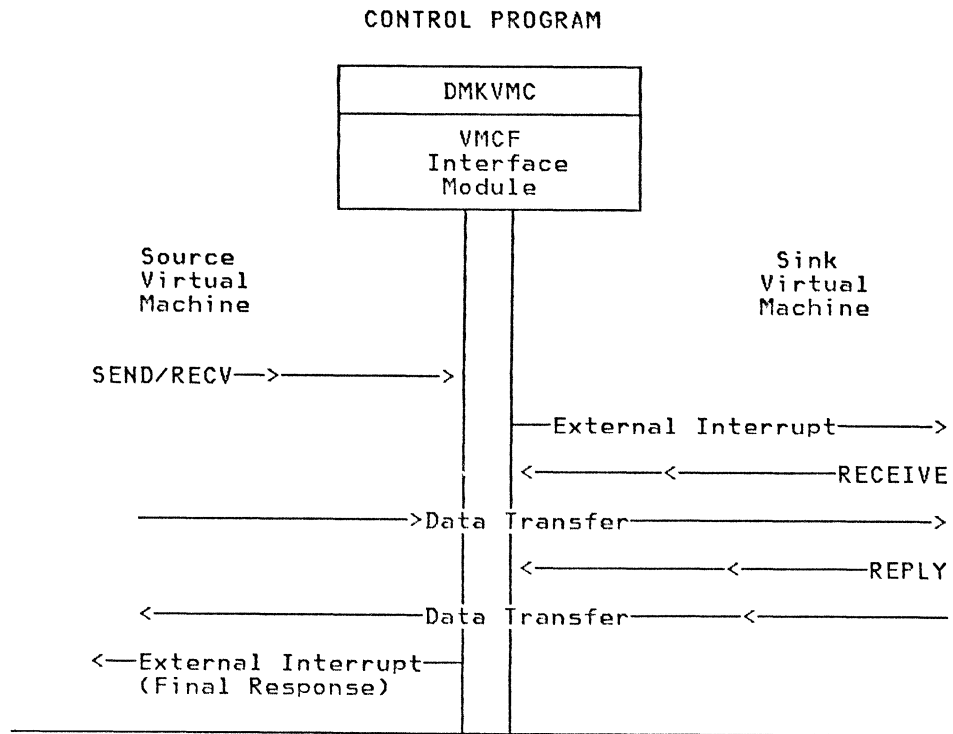 CONTROL PROGRAM
DMKVMC
VMCF
Interface
Module
Source
Virtual
Machine
Sink
Virtual
Machine
SEND/RECV
External Interrupt
RECEIVE
Data Transfer
REPLY
Data Transfer
External Interrupt
(Final Response)